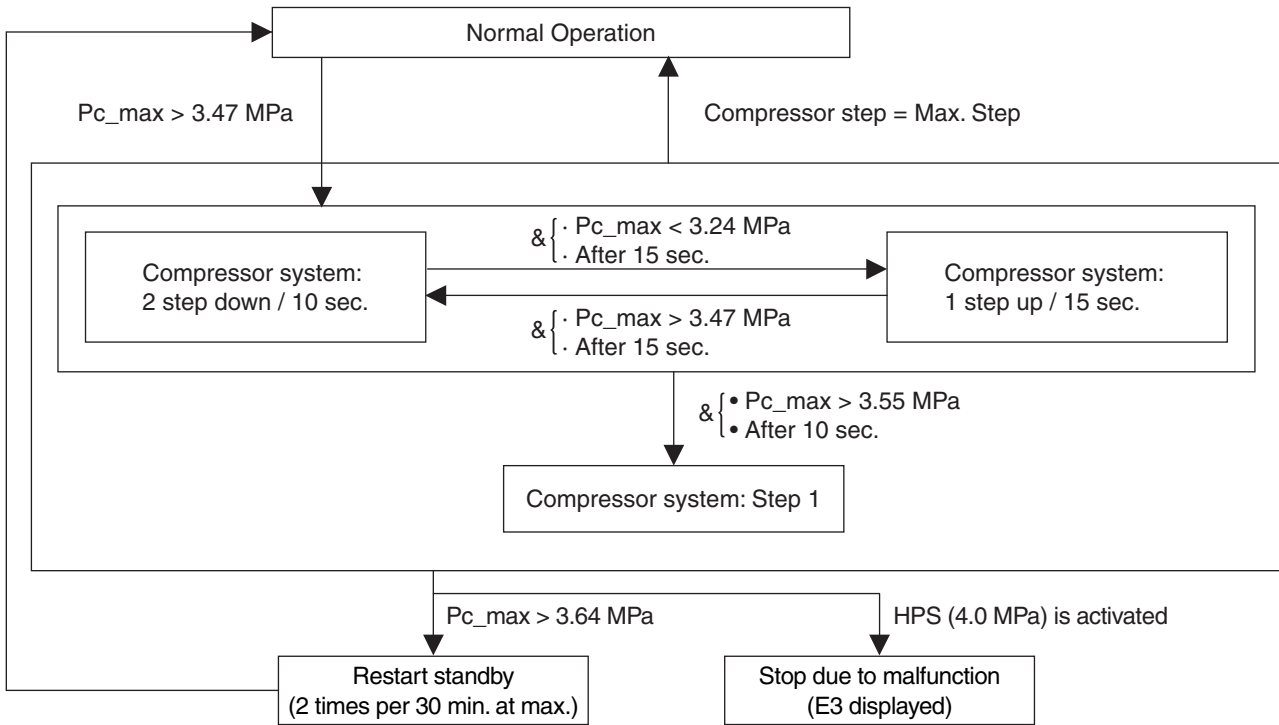 Normal Operation
Pc_max > 3.47 MPa
Compressor step = Max. Step
& { · Pc_max < 3.24 MPa
· After 15 sec.
Compressor system:
2 step down / 10 sec.
Compressor system:
1 step up / 15 sec.
& { · Pc_max > 3.47 MPa
· After 15 sec.
& { • Pc_max > 3.55 MPa
• After 10 sec.
Compressor system: Step 1
Pc_max > 3.64 MPa
HPS (4.0 MPa) is activated
Restart standby
(2 times per 30 min. at max.)
Stop due to malfunction
(E3 displayed)